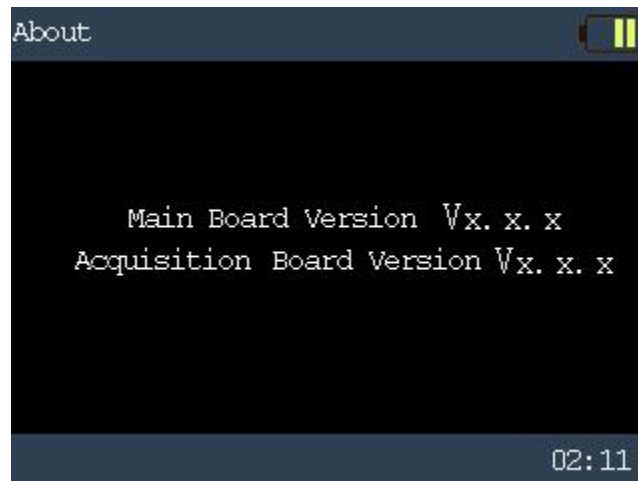 About
Main Board Version Vx. x. x
Acquisition Board Version Vx. x. x
02:11